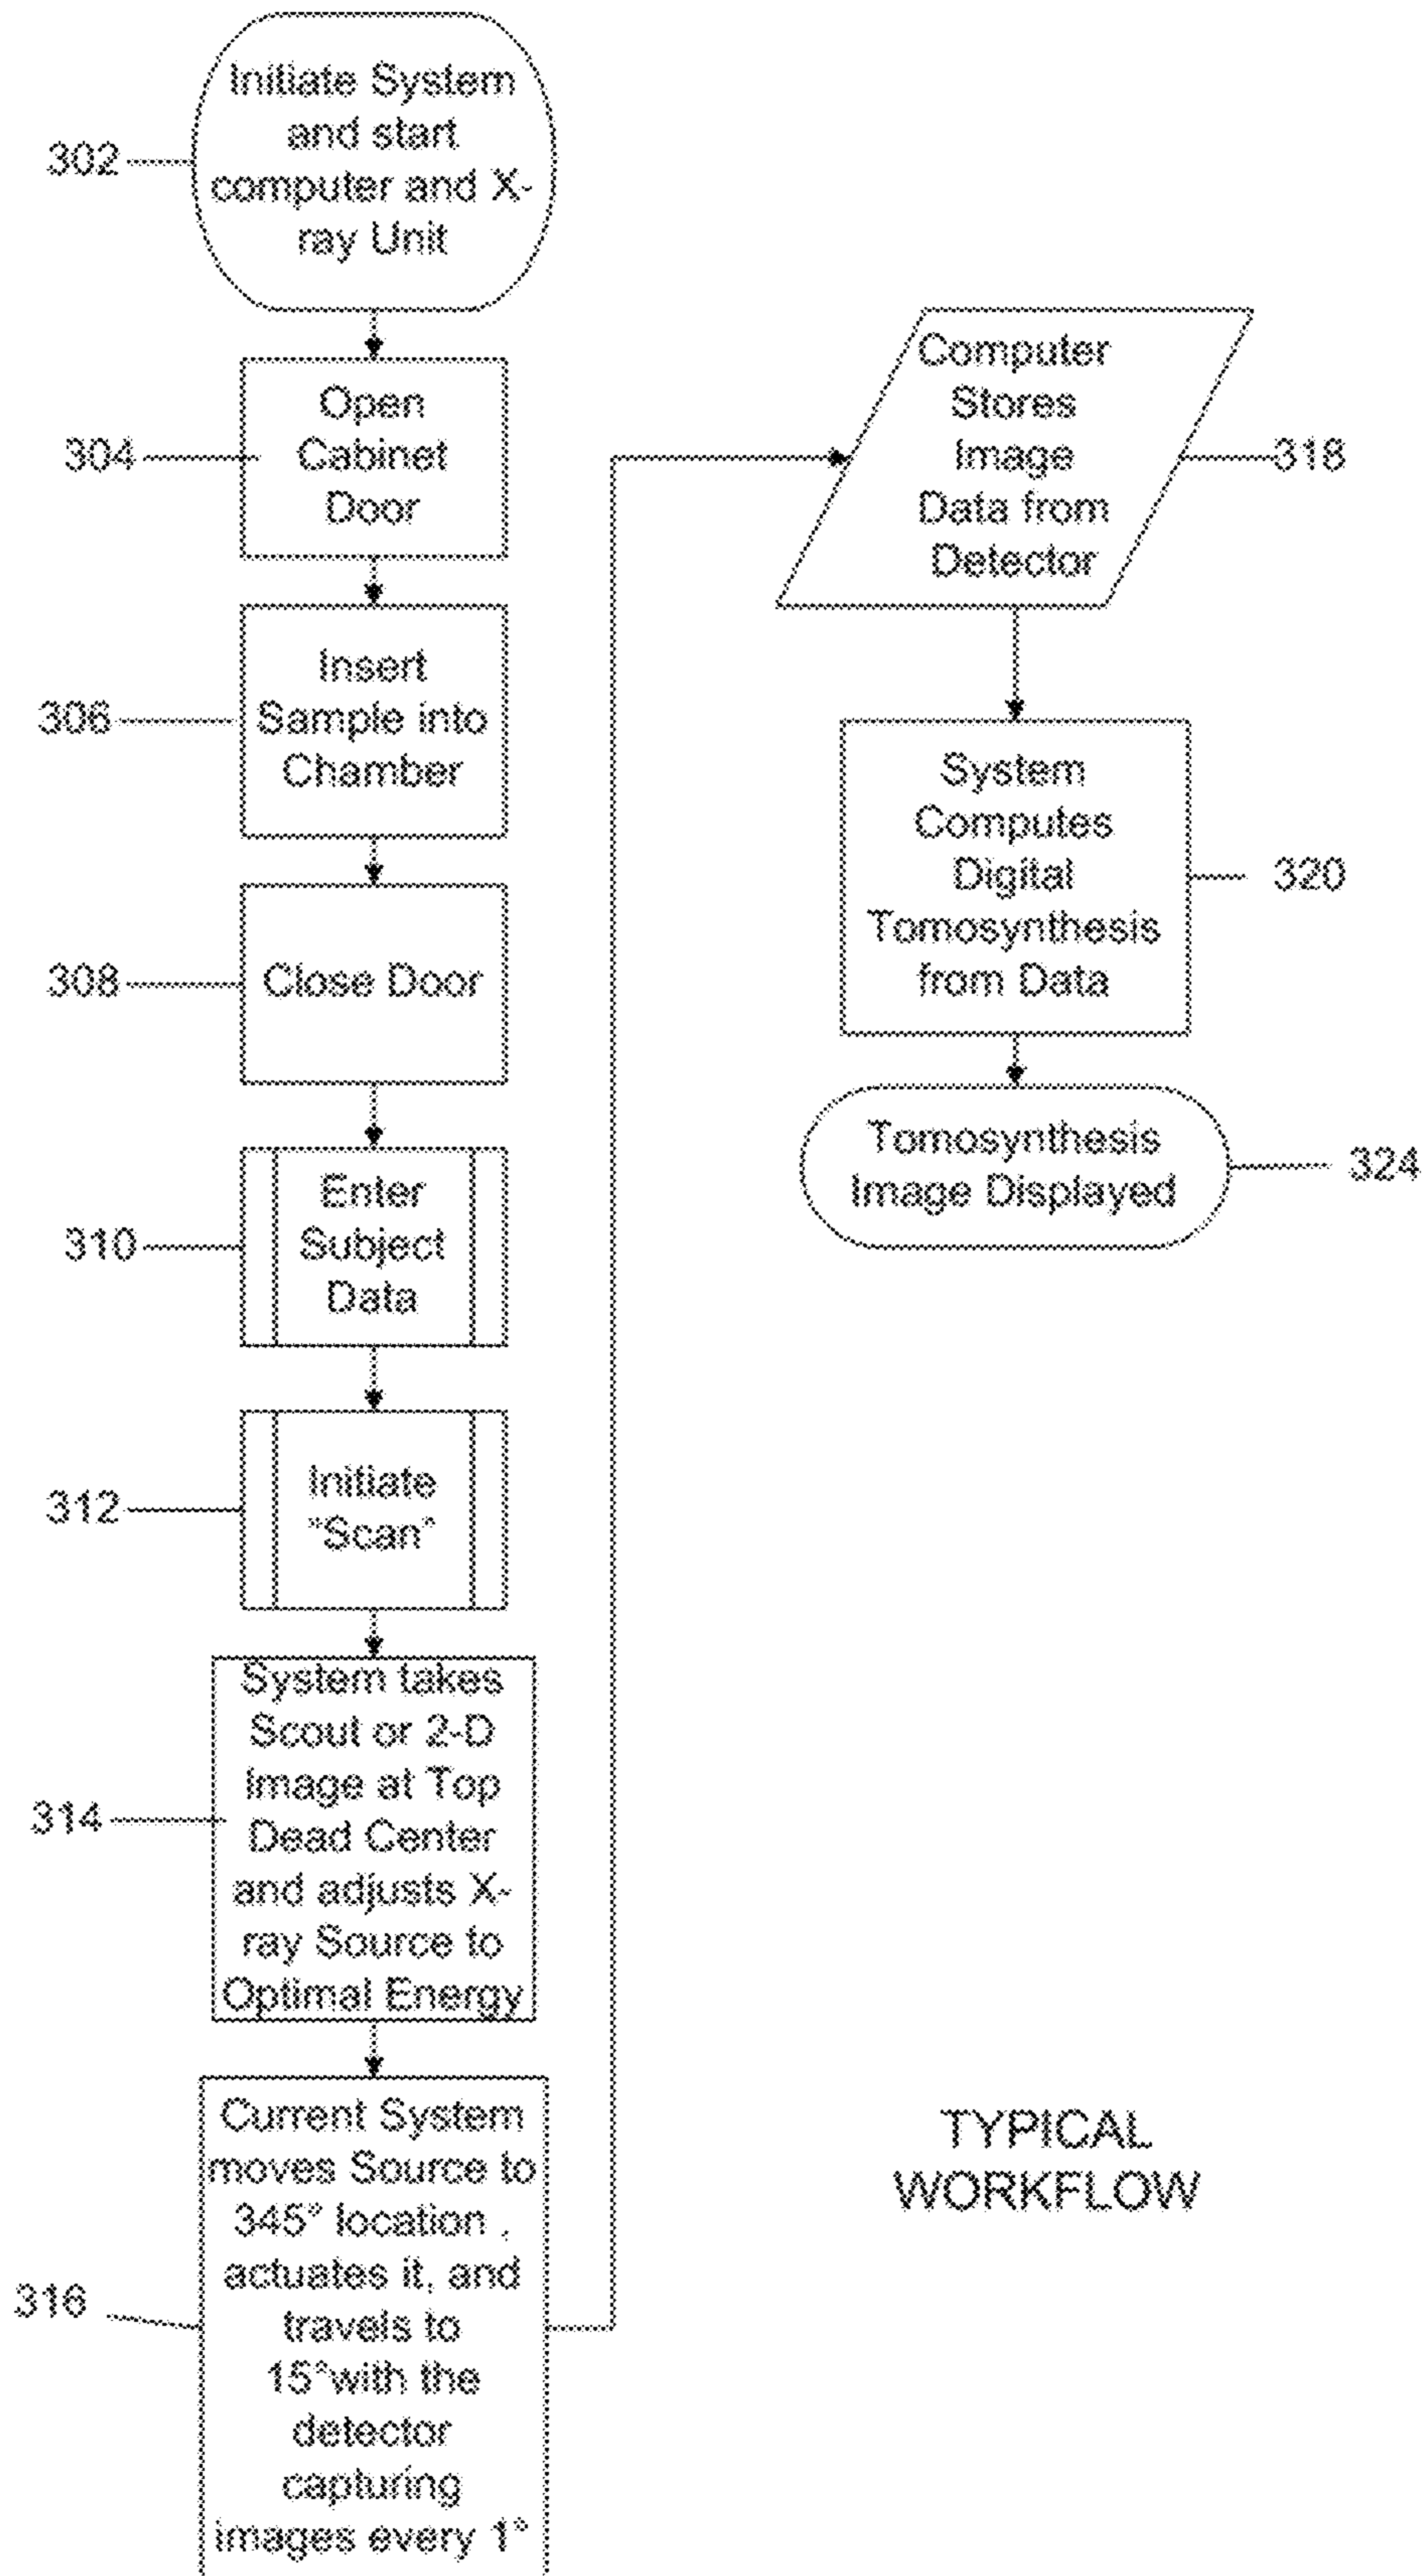 Initiate System
and start
computer and X-
ray Unit
302
Open
Cabinet
Door
304
Insert
Sample into
Chamber
306
Close Door
308
Enter
Subject
Data
310
Initiate
"Scan"
312
System takes
Scout or 2-D
Image at Top
Dead Center
and adjusts X-
ray Source to
Optimal Energy
314
Current System
moves Source to
345° location ,
actuates it, and
travels to
15°with the
detector
capturing
images every 1°
316
Computer
Stores
Image
Data from
Detector
318
System
Computes
Digital
Tomosynthesis
from Data
320
Tomosynthesis
Image Displayed
324
TYPICAL
WORKFLOW